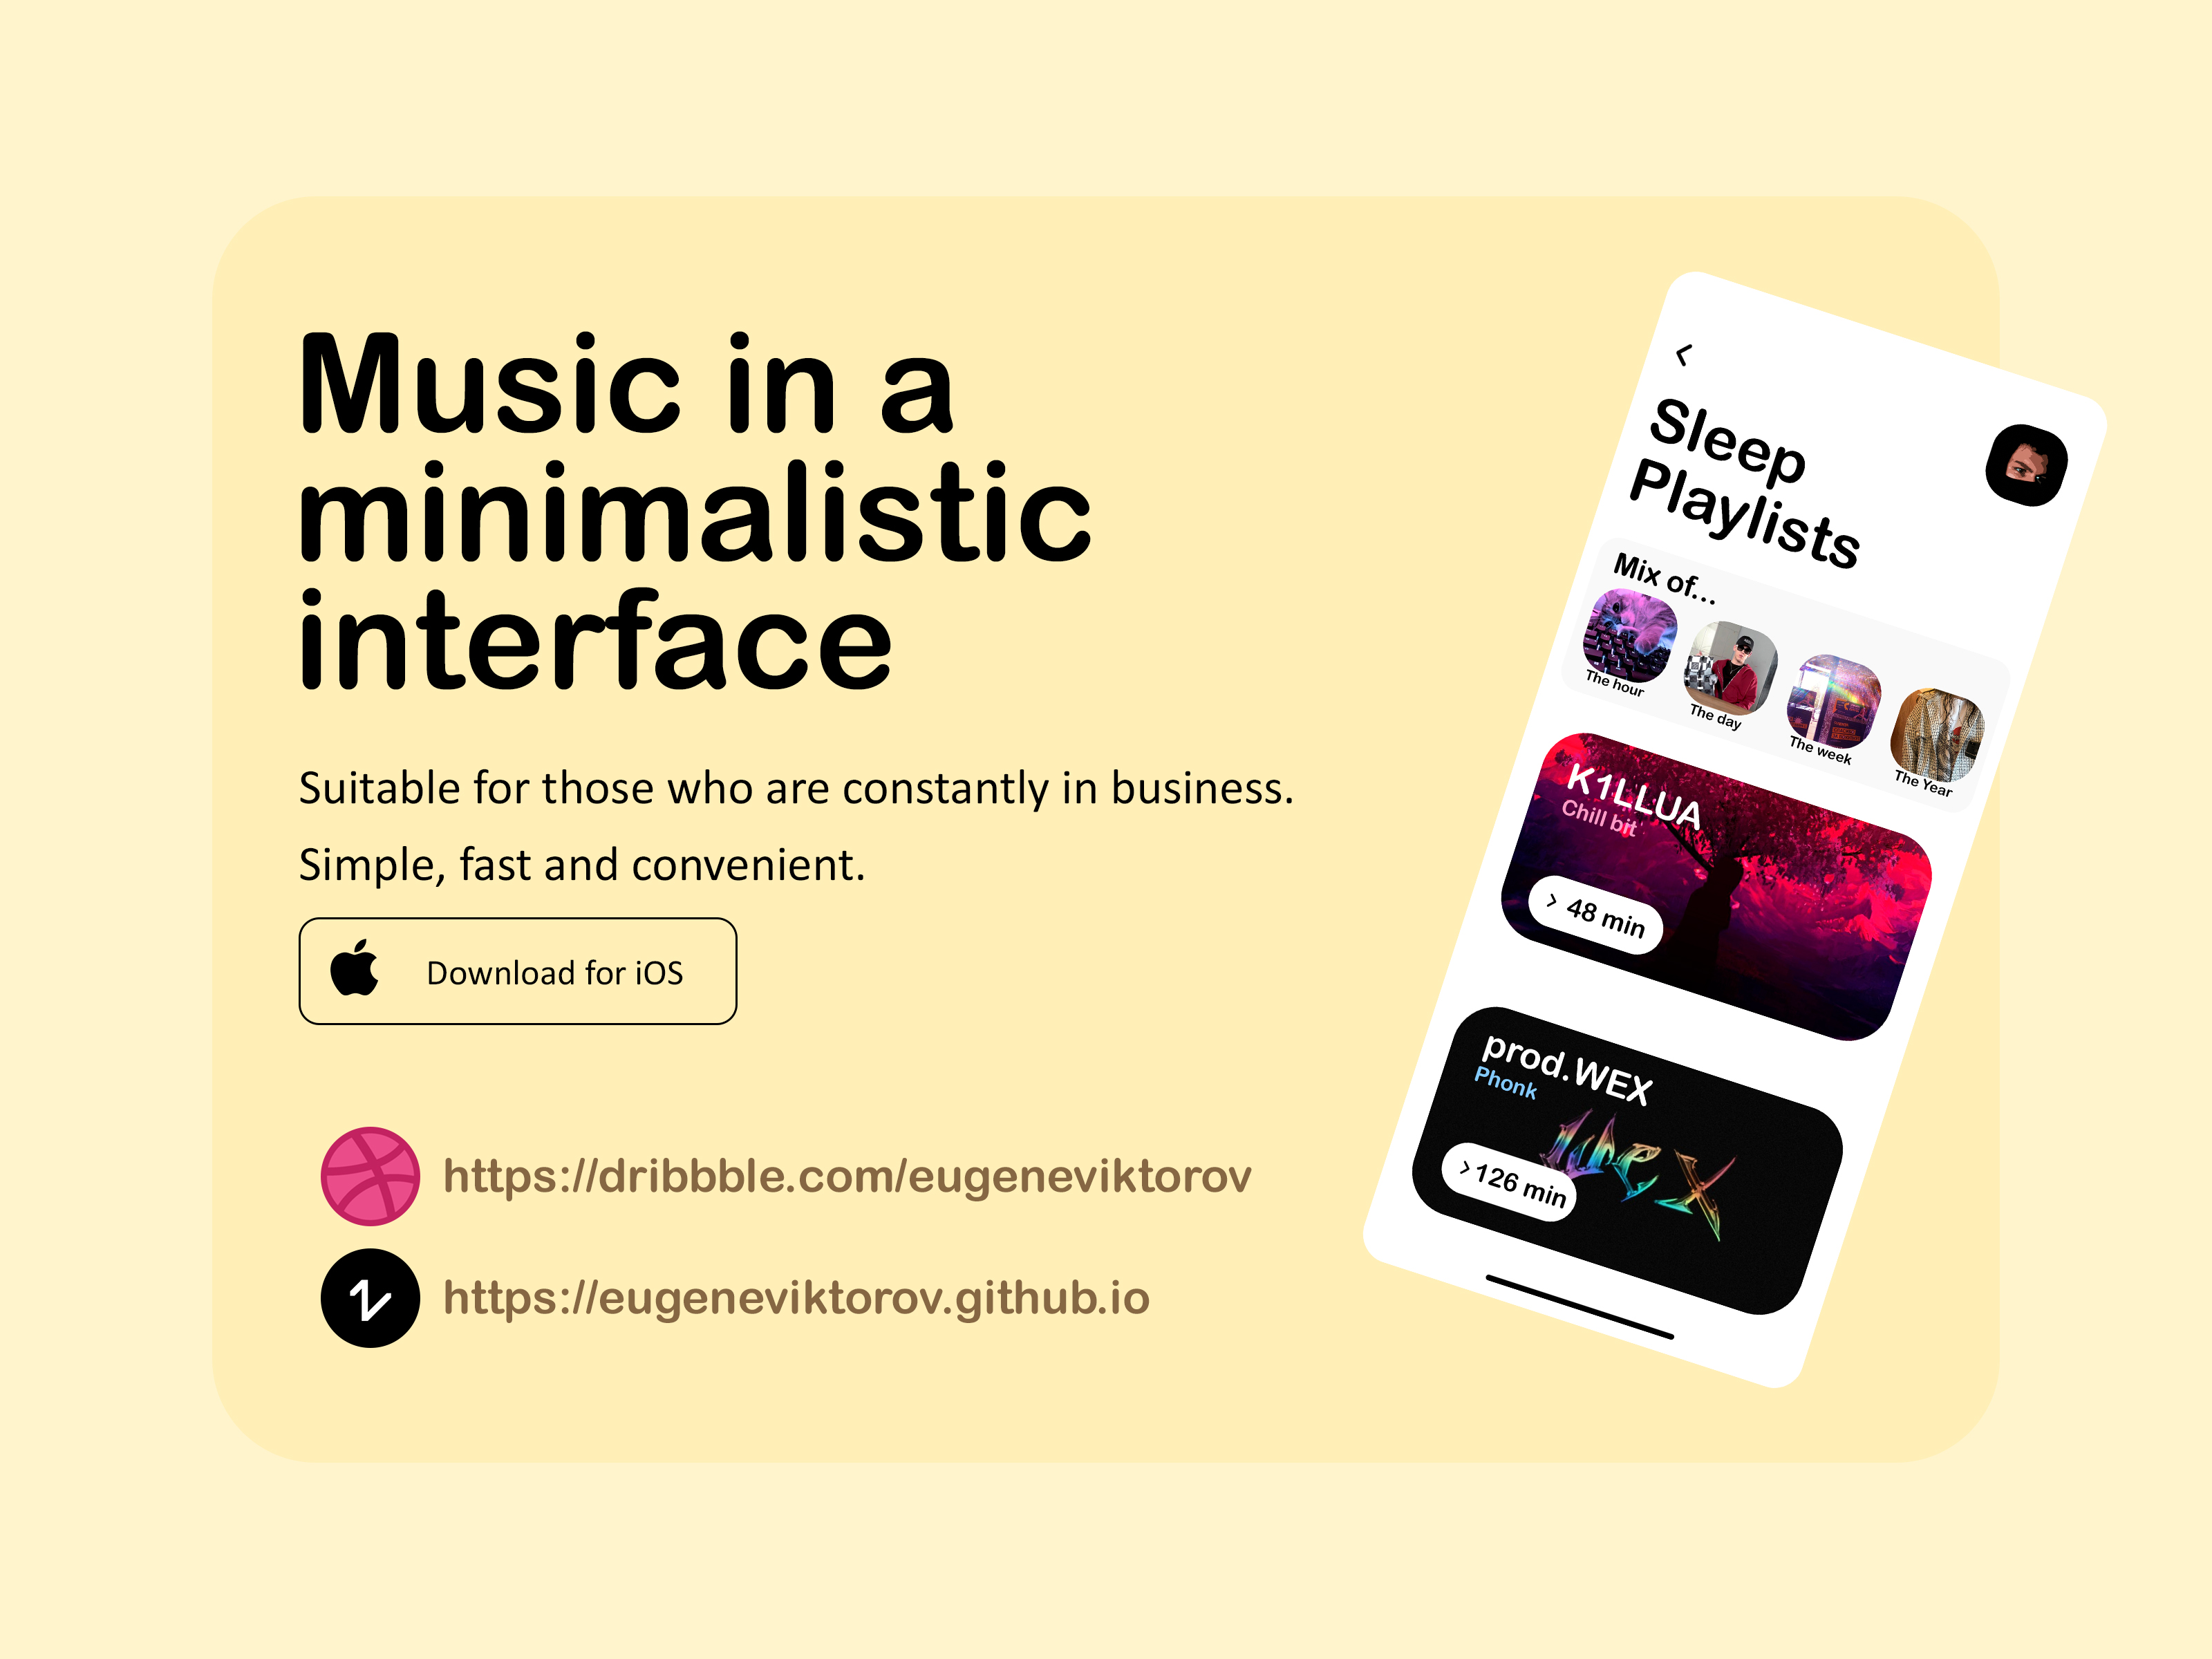 Music in a
minimalistic
interface
Suitable for those who are constantly in business.
Simple, fast and convenient.
Download for iOS
https://dribbble.com/eugeneviktorov
https://eugeneviktorov.github.io
Sleep
Playlists
Mix of...
The hour
The day
The week
The Year
K1LLUA
Chill bit
> 48 min
prod.WEX
Phonk
Wex
> 126 min